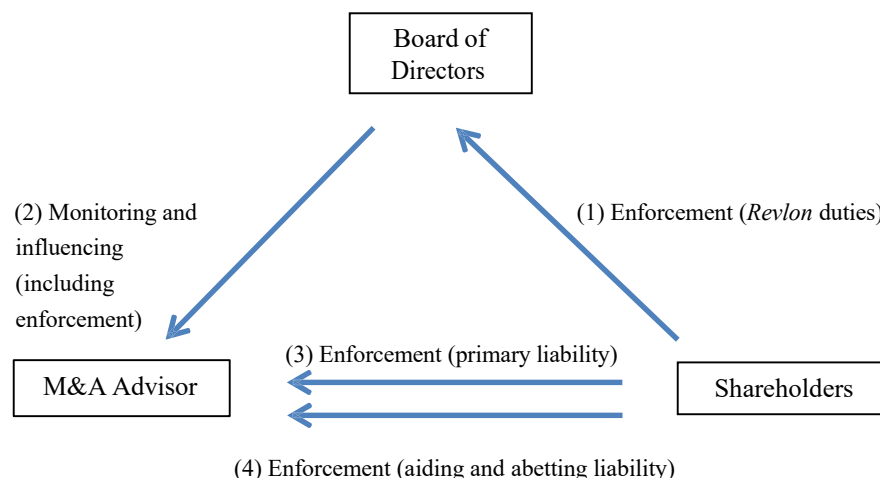 Board of
Directors
(2) Monitoring and
influencing
(including
enforcement)
(1) Enforcement (Revlon duties)
(3) Enforcement (primary liability)
M&A Advisor
Shareholders
(4) Enforcement (aiding and abetting liability)